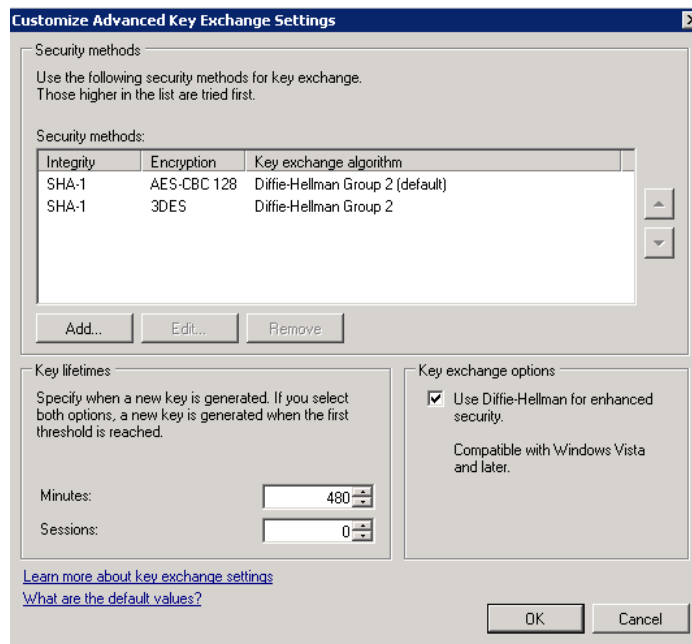 Customize Advanced Key Exchange Settings
Security methods
Use the following security methods for key exchange.
Those higher in the list are tried first.
Security methods:
Integrity Encryption Key exchange algorithm
SHA-1 AES-CBC 128 Diffie-Hellman Group 2 (default)
SHA-1 3DES Diffie-Hellman Group 2
Add... Edit... Remove
Key lifetimes
Specify when a new key is generated. If you select
both options, a new key is generated when the first
threshold is reached.
Minutes: 480
Sessions: 0
Key exchange options
Use Diffie-Hellman for enhanced
security.
Compatible with Windows Vista
and later.
Learn more about key exchange settings
What are the default values?
OK Cancel